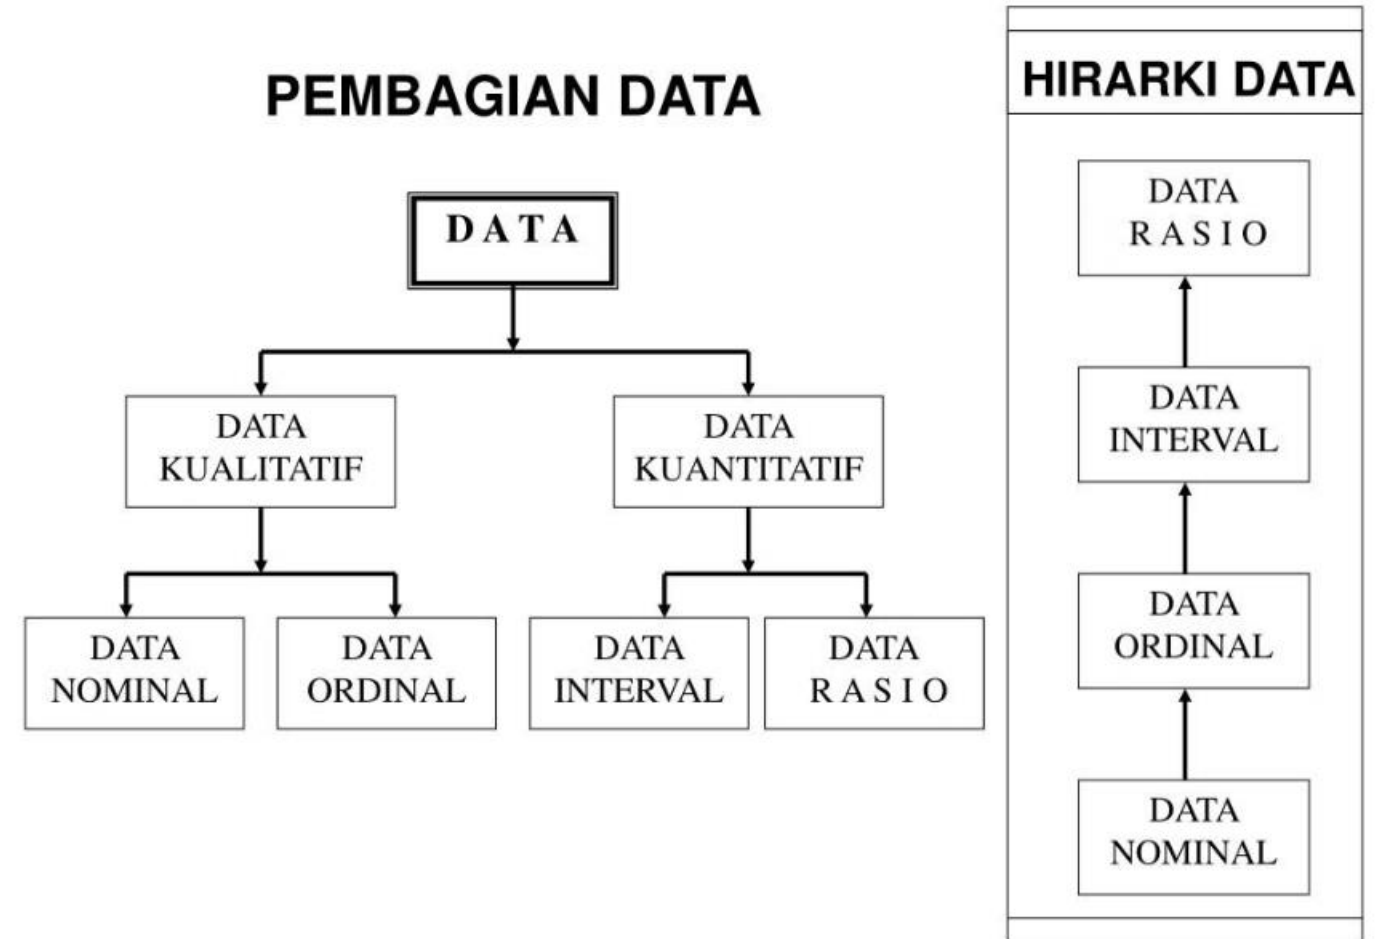 PEMBAGIAN DATA
D A T A
DATA
KUALITATIF
DATA
KUANTITATIF
DATA
NOMINAL
DATA
ORDINAL
DATA
INTERVAL
DATA
R A S I O
HIRARKI DATA
DATA
R A S I O
DATA
INTERVAL
DATA
ORDINAL
DATA
NOMINAL